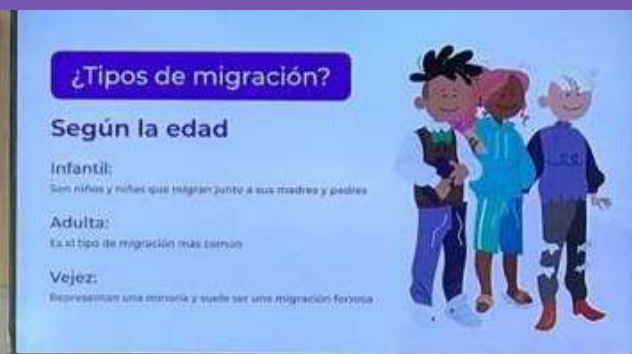 ¿Tipos de migración?
Según la edad
Infantil:
Son niños y niñas que migran junto a sus madres y padres
Adulta:
Es el tipo de migración más común
Vejez:
Representan una minoría y suele ser una migración forzosa